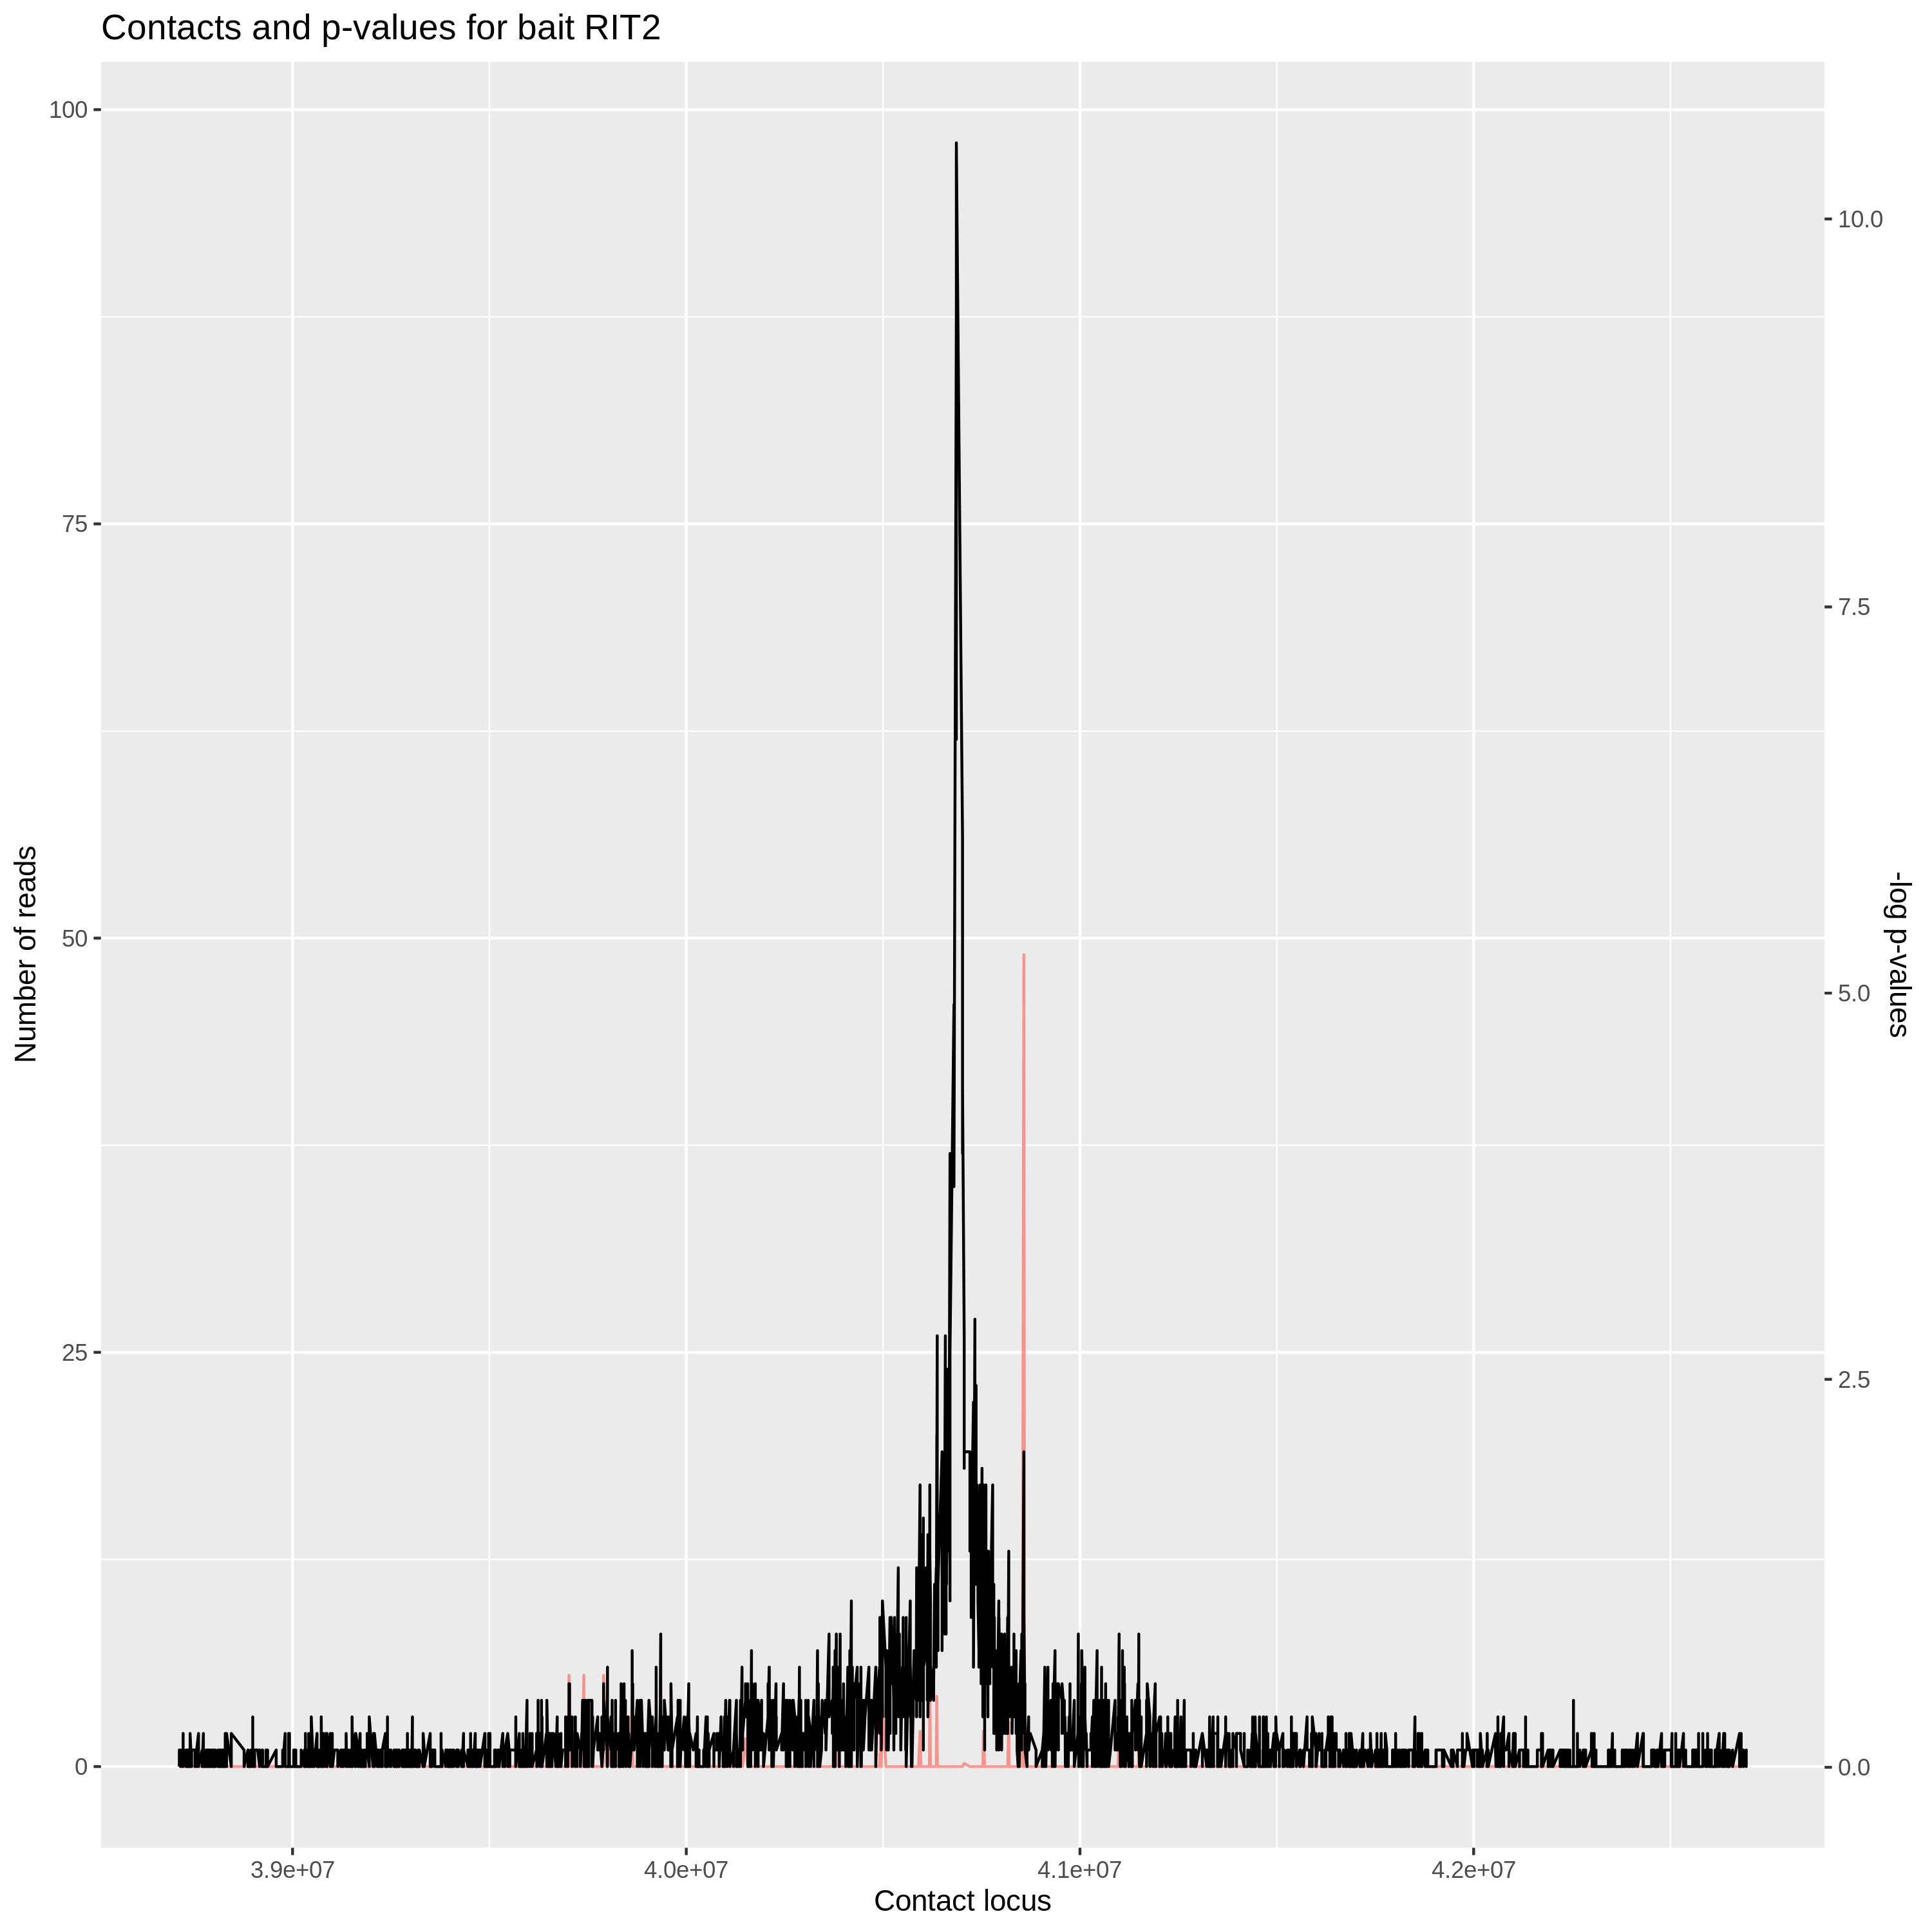 Contacts and p-values for bait RIT2
100
75
50
25
0
Number of reads
10.0
7.5
5.0
2.5
0.0
-log p-values
3.9e+07
4.0e+07
4.1e+07
4.2e+07
Contact locus